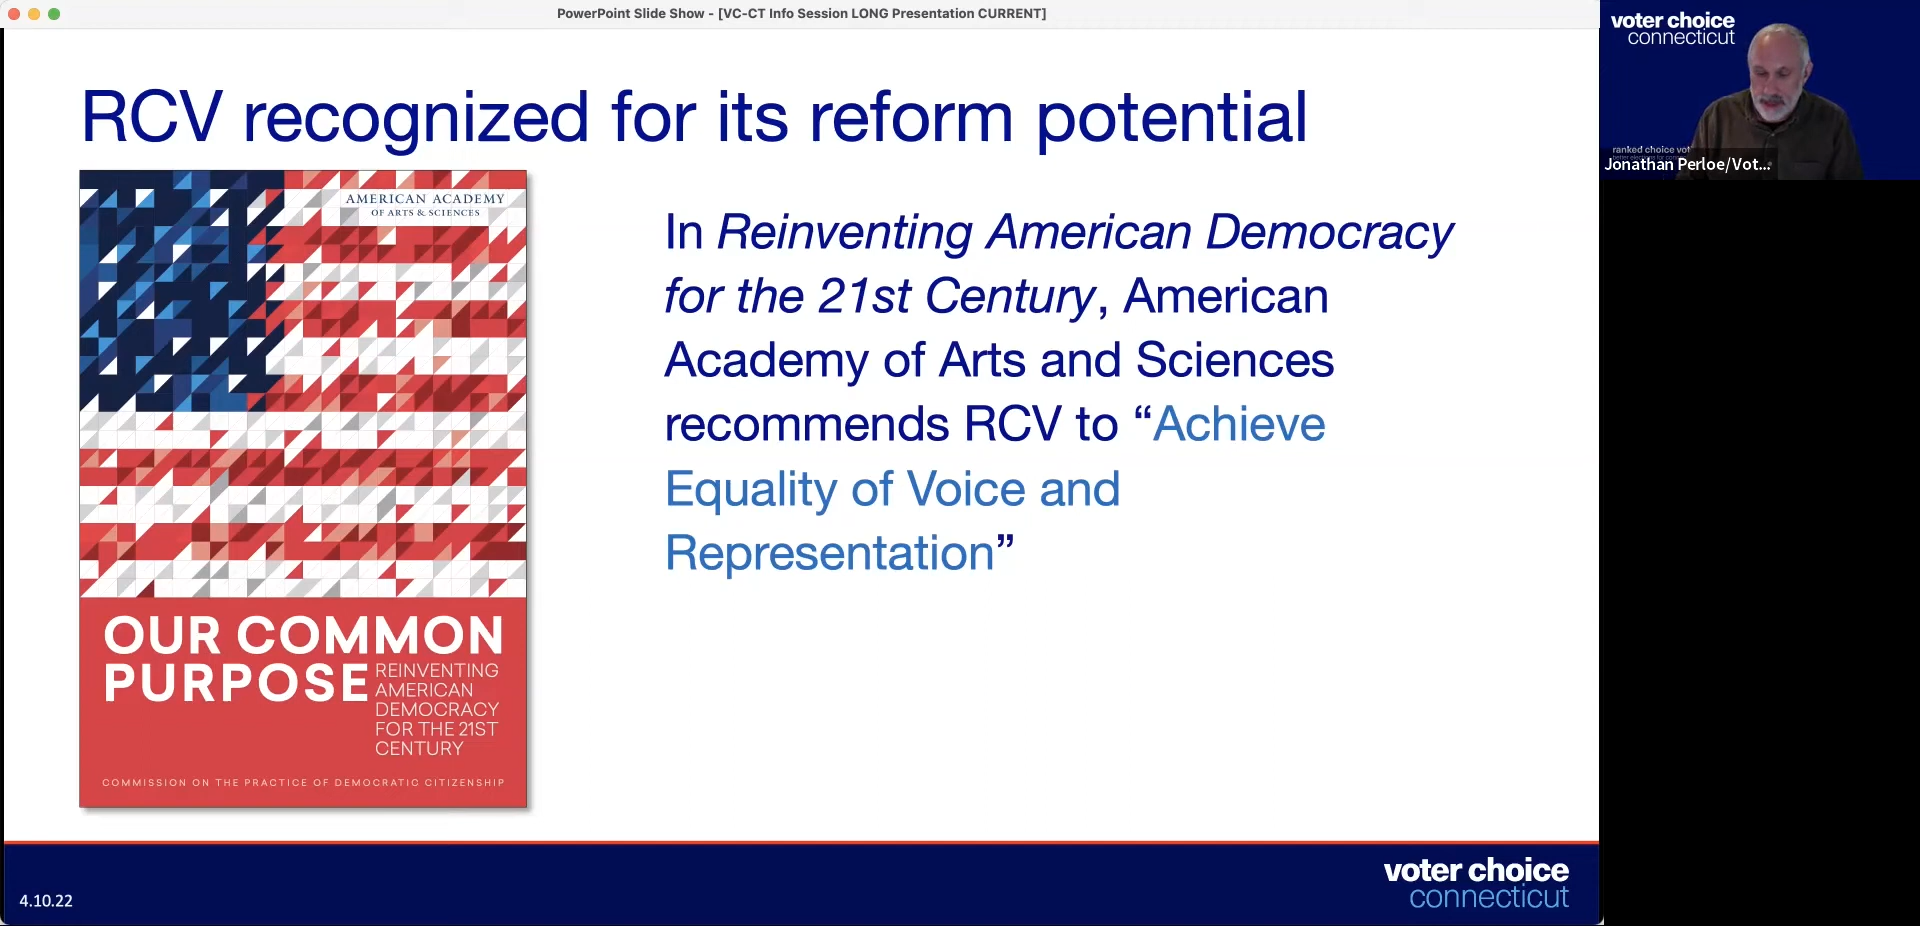 PowerPoint Slide Show - [VC-CT Info Session LONG Presentation CURRENT]
RCV recognized for its reform potential
AMERICAN ACADEMY
OF ARTS & SCIENCES
OUR COMMON
PURPOSE
REINVENTING
AMERICAN
DEMOCRACY
FOR THE 21ST
CENTURY
COMMISSION ON THE PRACTICE OF DEMOCRATIC CITIZENSHIP
In Reinventing American Democracy
for the 21st Century, American
Academy of Arts and Sciences
recommends RCV to “Achieve
Equality of Voice and
Representation”
4.10.22
voter choice
connecticut
voter choice
connecticut
ranked choice vot
Jonathan Perloe/Vot...